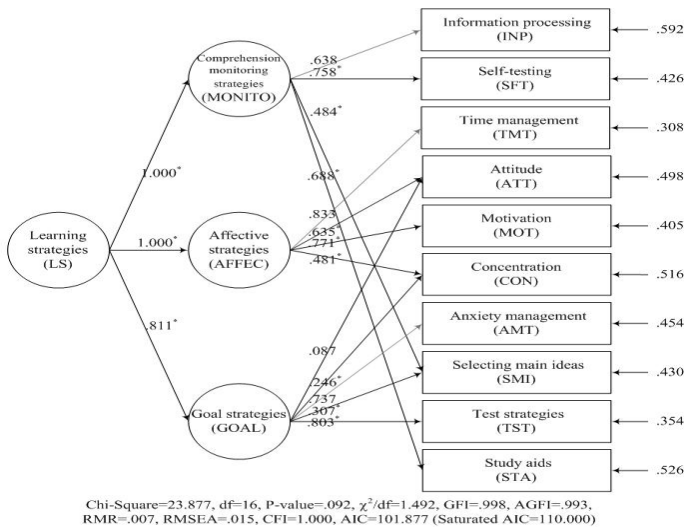 Information processing
(INP)
.592
Comprehension
monitoring
strategies
(MONITO)
.638
.758*
Self-testing
(SFT)
.426
.484*
Time management
(TMT)
.308
1.000*
.688*
Attitude
(ATT)
.498
.833
Learning
strategies
(LS)
1.000*
Affective
strategies
(AFFEC)
.635*
.771*
.481*
Motivation
(MOT)
.405
Concentration
(CON)
.516
.811*
.087
Anxiety management
(AMT)
.454
.246*
.737
.307*
.803*
Selecting main ideas
(SMI)
.430
Goal strategies
(GOAL)
Test strategies
(TST)
.354
Study aids
(STA)
.526
Chi-Square=23.877, df=16, P-value=.092, χ²/df=1.492, GFI=.998, AGFI=.993,
RMR=.007, RMSEA=.015, CFI=1.000, AIC=101.877 (Saturated AIC=110.000)